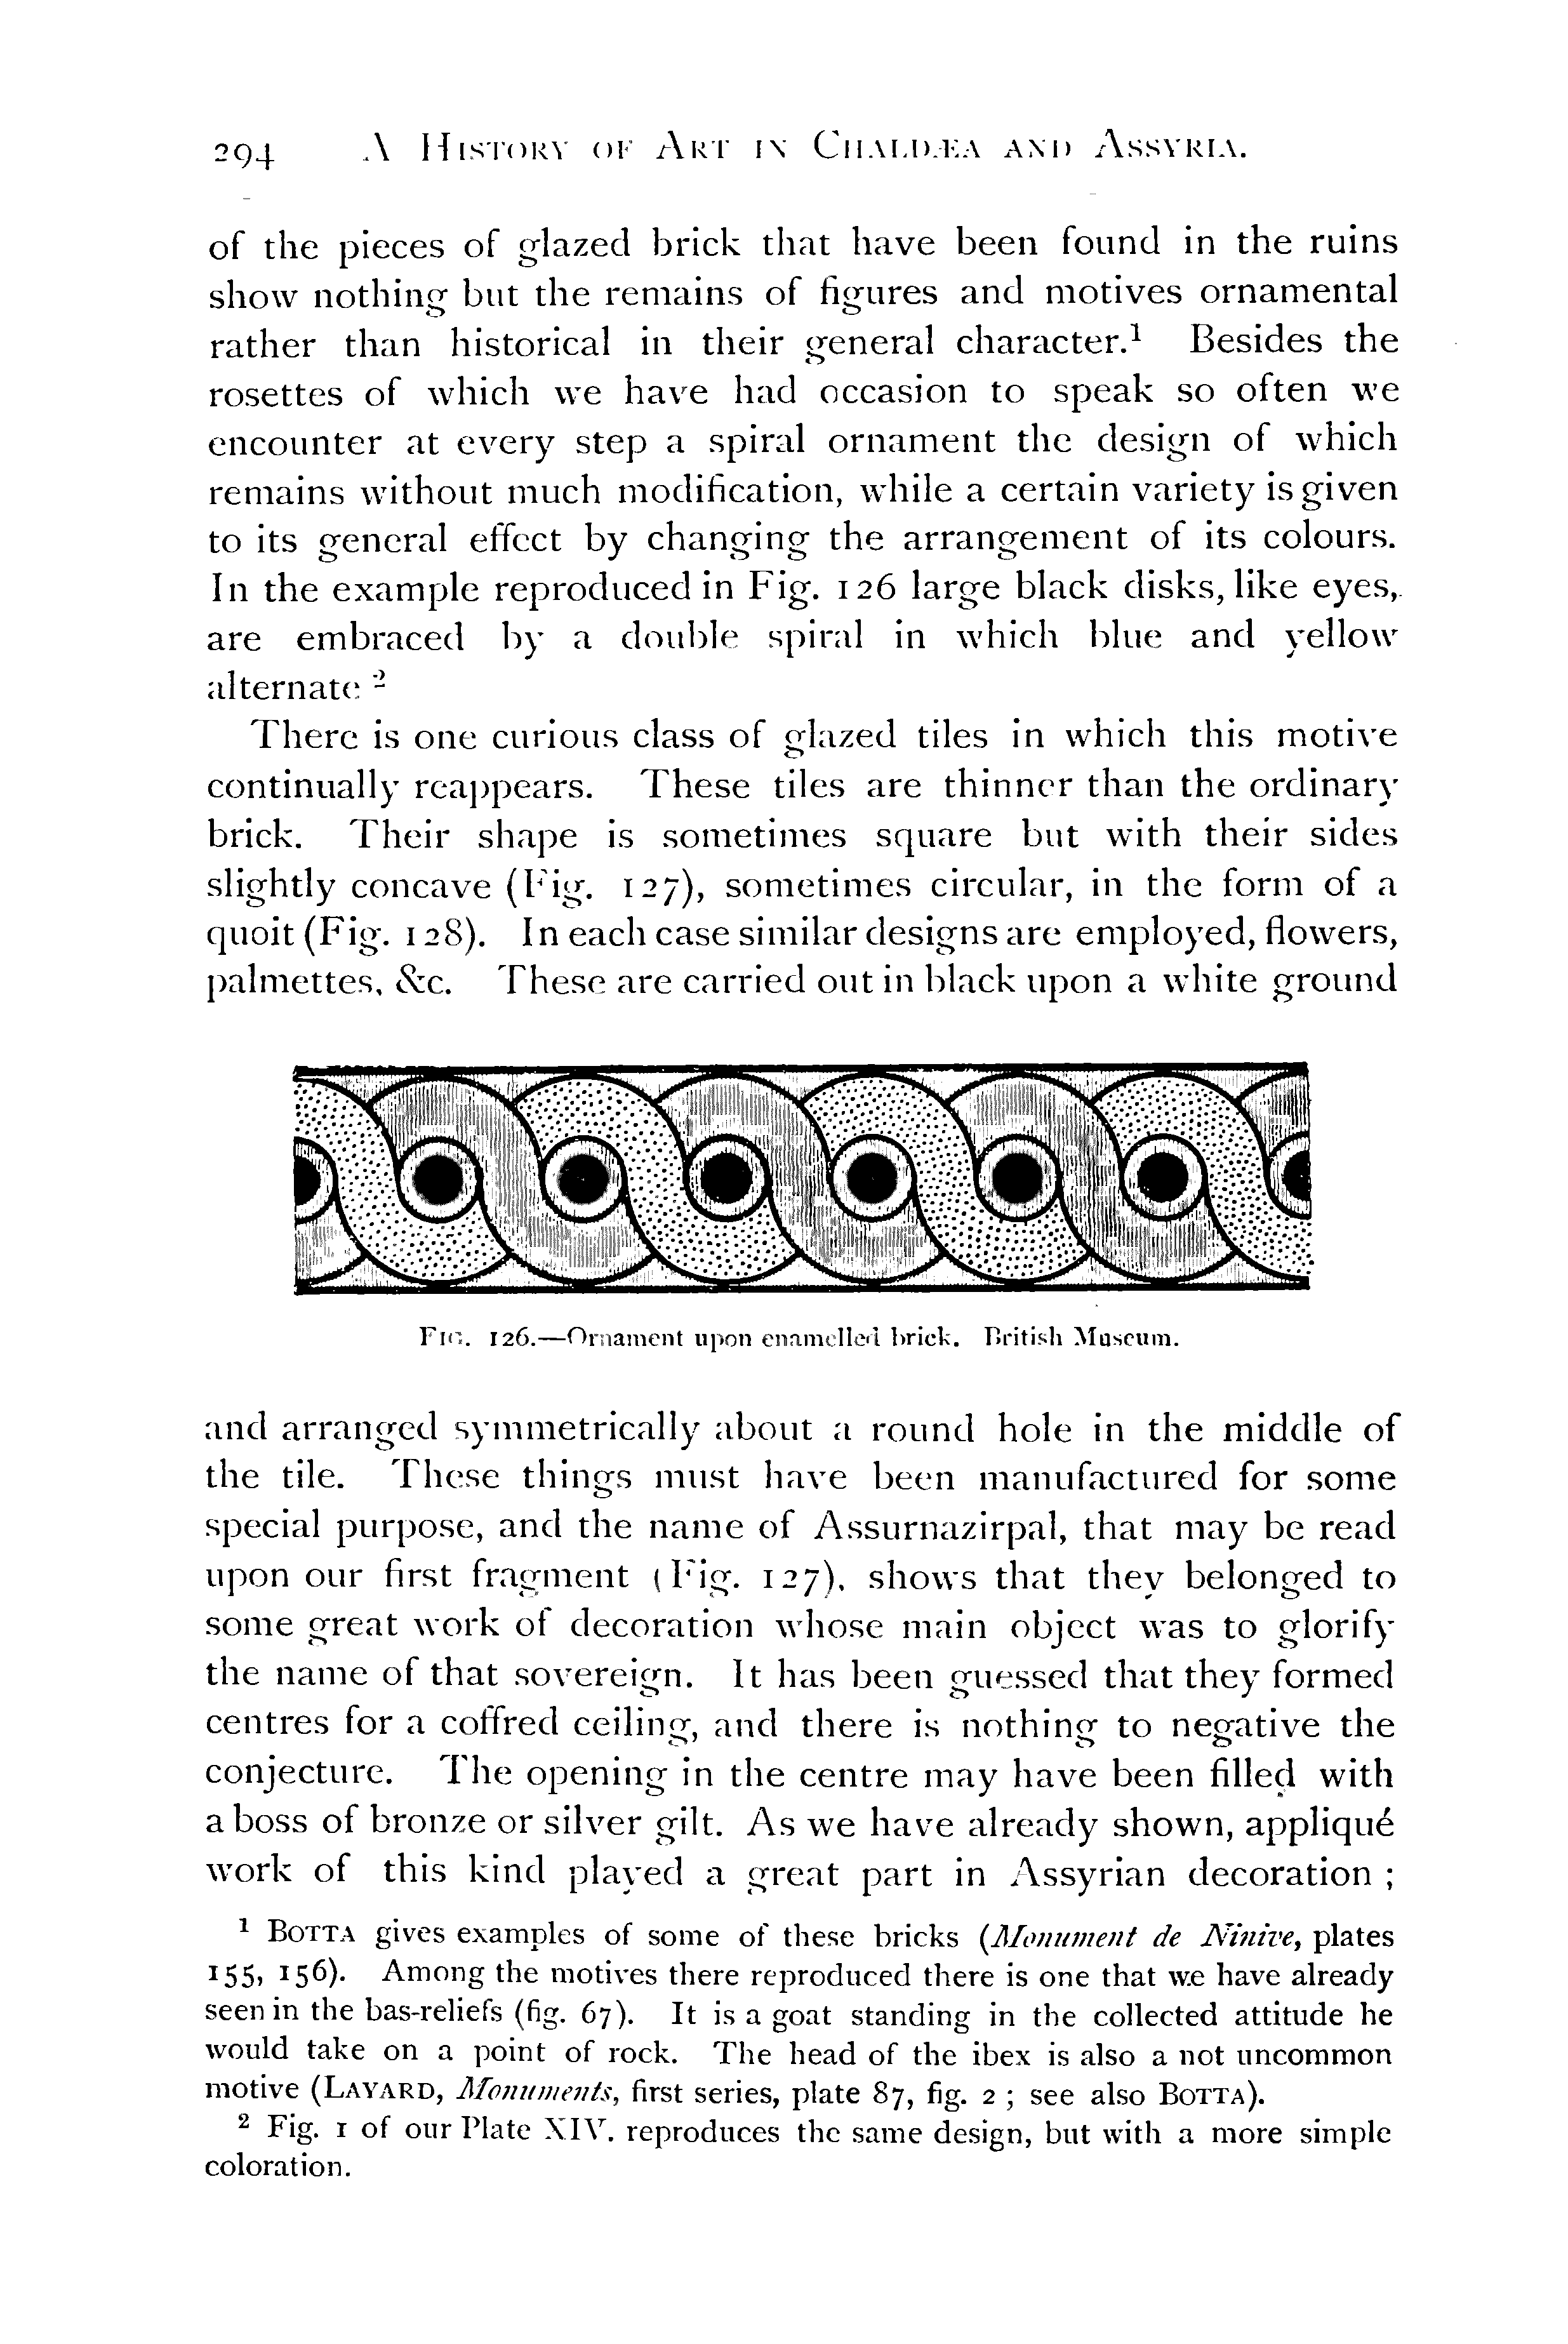 294 A History of Art in Chaldæa and Assyria.
of the pieces of glazed brick that have been found in the ruins
show nothing but the remains of figures and motives ornamental
rather than historical in their general character.¹ Besides the
rosettes of which we have had occasion to speak so often we
encounter at every step a spiral ornament the design of which
remains without much modification, while a certain variety is given
to its general effect by changing the arrangement of its colours.
In the example reproduced in Fig. 126 large black disks, like eyes,
are embraced by a double spiral in which blue and yellow
alternate ²
There is one curious class of glazed tiles in which this motive
continually reappears. These tiles are thinner than the ordinary
brick. Their shape is sometimes square but with their sides
slightly concave (Fig. 127), sometimes circular, in the form of a
quoit (Fig. 128). In each case similar designs are employed, flowers,
palmettes, &c. These are carried out in black upon a white ground
Fig. 126.—Ornament upon enamelled brick. British Museum.
and arranged symmetrically about a round hole in the middle of
the tile. These things must have been manufactured for some
special purpose, and the name of Assurnazirpal, that may be read
upon our first fragment (Fig. 127), shows that they belonged to
some great work of decoration whose main object was to glorify
the name of that sovereign. It has been guessed that they formed
centres for a coffred ceiling, and there is nothing to negative the
conjecture. The opening in the centre may have been filled with
a boss of bronze or silver gilt. As we have already shown, appliqué
work of this kind played a great part in Assyrian decoration ;
¹ Botta gives examples of some of these bricks (Monument de Ninive, plates
155, 156). Among the motives there reproduced there is one that we have already
seen in the bas-reliefs (fig. 67). It is a goat standing in the collected attitude he
would take on a point of rock. The head of the ibex is also a not uncommon
motive (Layard, Monuments, first series, plate 87, fig. 2 ; see also Botta).
² Fig. 1 of our Plate XIV. reproduces the same design, but with a more simple
coloration.